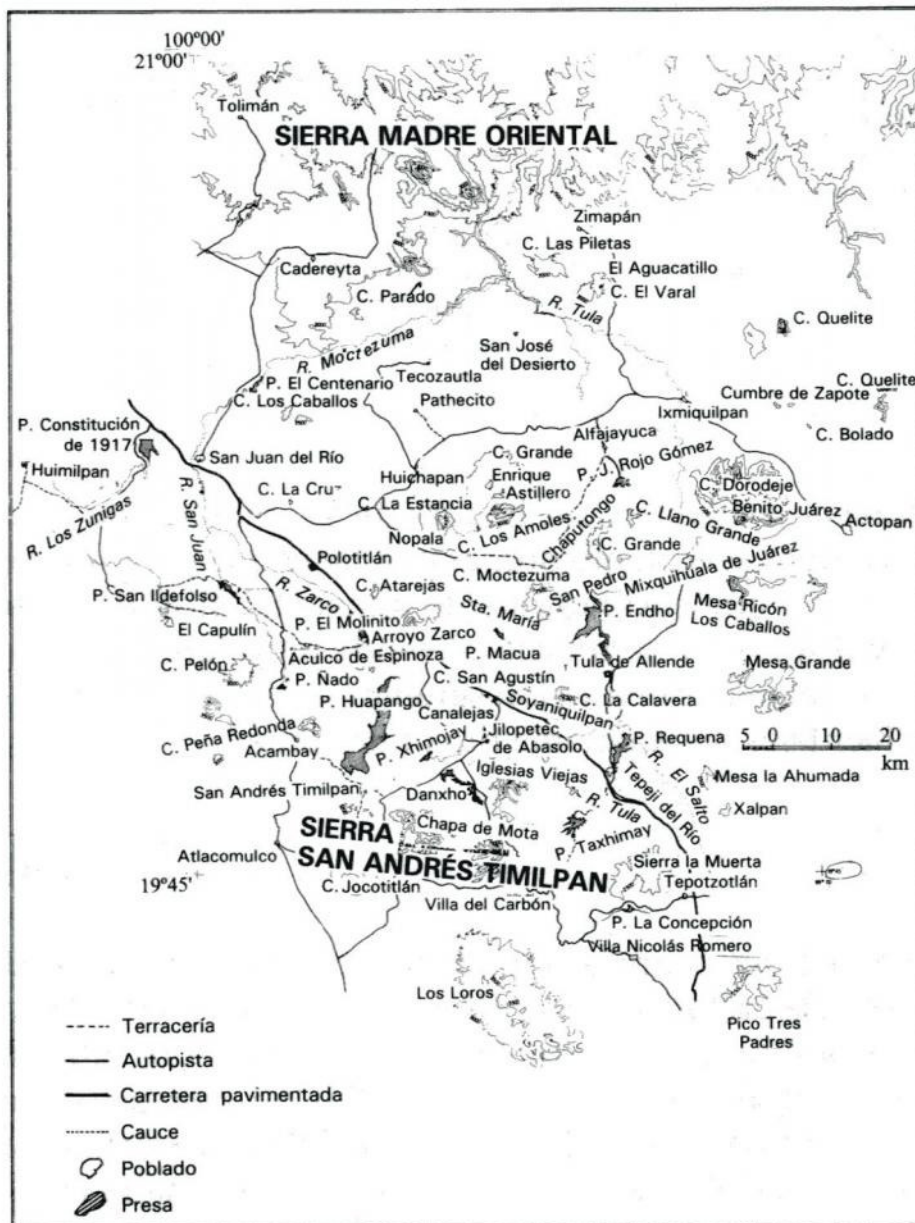 100°00'
21°00'
Tolimán
SIERRA MADRE ORIENTAL
Zimapán
C. Las Piletas
El Aguacatillo
Cadereyta
C. El Varal
C. Parado
R. Tula
C. Quelite
R. Moctezuma
San José
del Desierto
P. El Centenario
Tecozautla
C. Quelite
C. Los Caballos
Pathecito
Cumbre de Zapote
Ixmiquilpan
P. Constitución
de 1917
Alfajayuca
C. Bolado
San Juan del Río
C. Grande
P. J. Rojo Gómez
Huimilpan
Huichapan
Enrique
C. Dorodeje
R. San Juan
C. La Cruz
Astillero
C. La Estancia
Benito Juárez
R. Los Zunigas
Chaputongo
C. Llano Grande
Actopan
Nopala
C. Los Amoles
C. Grande
Polotitlán
C. Moctezuma
Mixquihuala de Juárez
P. San Ildefolso
R. Zarco
C. Atarejas
San Pedro
P. Endho
Mesa Ricón
Los Caballos
El Capulín
P. El Molinito
Sta. María
Arroyo Zarco
C. Pelón
Aculco de Espinoza
P. Macua
Tula de Allende
Mesa Grande
P. Ñado
C. San Agustín
P. Huapango
Soyaniquilpan
C. La Calavera
C. Peña Redonda
Canalejas
P. Requena
5 0 10 20
km
Acambay
P. Xhimojay
Jilopetec
de Abasolo
R. El Salto
Iglesias Viejas
Mesa la Ahumada
San Andrés Timilpan
Danxho
R. Tula
Tepeji del Río
Xalpan
SIERRA
SAN ANDRÉS TIMILPAN
Chapa de Mota
P. Taxhimay
Atlacomulco
Sierra la Muerta
19°45'
C. Jocotitlán
Tepotzotlán
Villa del Carbón
P. La Concepción
Villa Nicolás Romero
Los Loros
Pico Tres
Padres
Terracería
Autopista
Carretera pavimentada
Cauce
Poblado
Presa